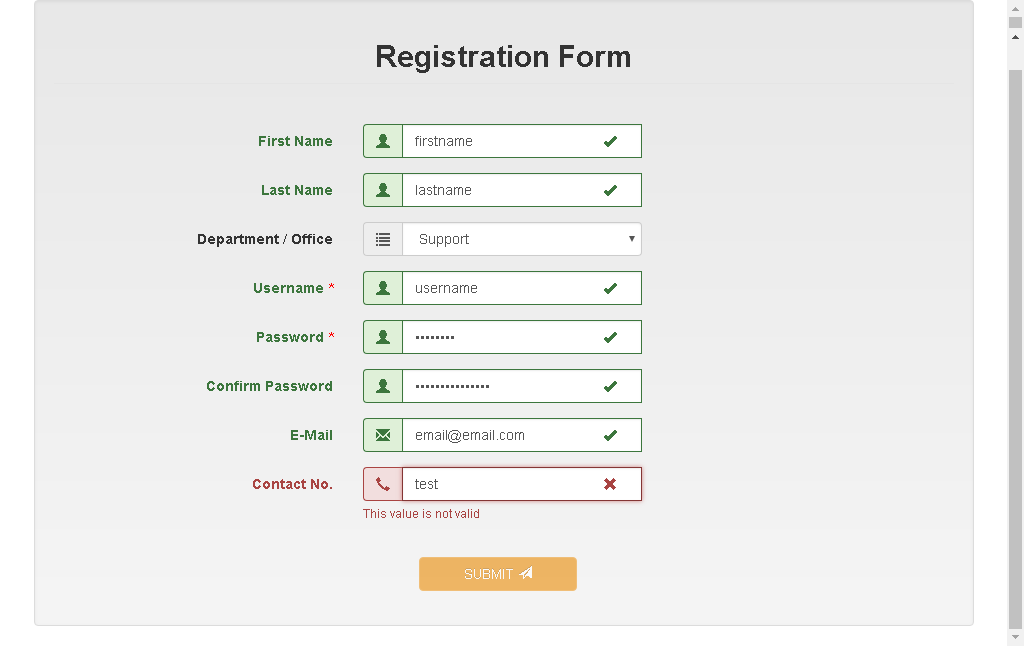 Registration Form
First Name firstname
Last Name lastname
Department / Office Support
Username * username
Password * ••••••••
Confirm Password •••••••••••••••
E-Mail email@email.com
Contact No. test
This value is not valid
SUBMIT